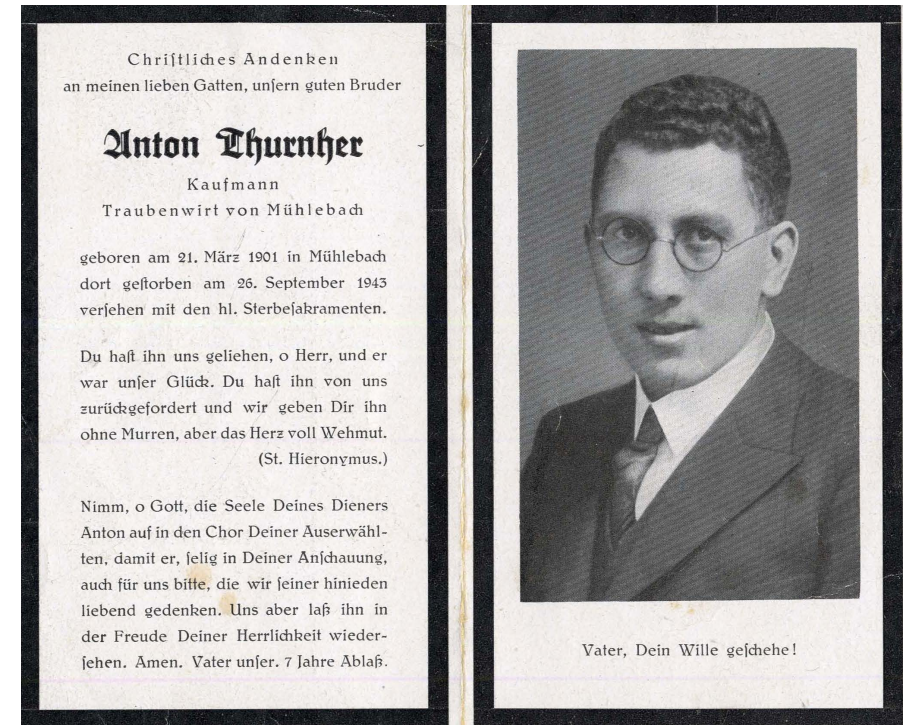 Chriſtliches Andenken
an meinen lieben Gatten, unſern guten Bruder
Anton Thurnher
Kaufmann
Traubenwirt von Mühlebach
geboren am 21. März 1901 in Mühlebach
dort geſtorben am 26. September 1943
verſehen mit den hl. Sterbeſakramenten.
Du haſt ihn uns geliehen, o Herr, und er
war unſer Glück. Du haſt ihn von uns
zurückgefordert und wir geben Dir ihn
ohne Murren, aber das Herz voll Wehmut.
(St. Hieronymus.)
Nimm, o Gott, die Seele Deines Dieners
Anton auf in den Chor Deiner Auserwähl-
ten, damit er, ſelig in Deiner Anſchauung,
auch für uns bitte, die wir ſeiner hinieden
liebend gedenken. Uns aber laß ihn in
der Freude Deiner Herrlichkeit wieder-
ſehen. Amen. Vater unſer. 7 Jahre Ablaß.
Vater, Dein Wille geſchehe!